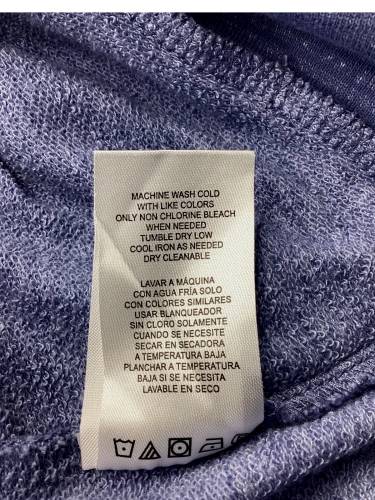 MACHINE WASH COLD
WITH LIKE COLORS
ONLY NON CHLORINE BLEACH
WHEN NEEDED
TUMBLE DRY LOW
COOL IRON AS NEEDED
DRY CLEANABLE
LAVAR A MÁQUINA
CON AGUA FRÍA SOLO
CON COLORES SIMILARES
USAR BLANQUEADOR
SIN CLORO SOLAMENTE
CUANDO SE NECESITE
SECAR EN SECADORA
A TEMPERATURA BAJA
PLANCHAR A TEMPERATURA
BAJA SI SE NECESITA
LAVABLE EN SECO